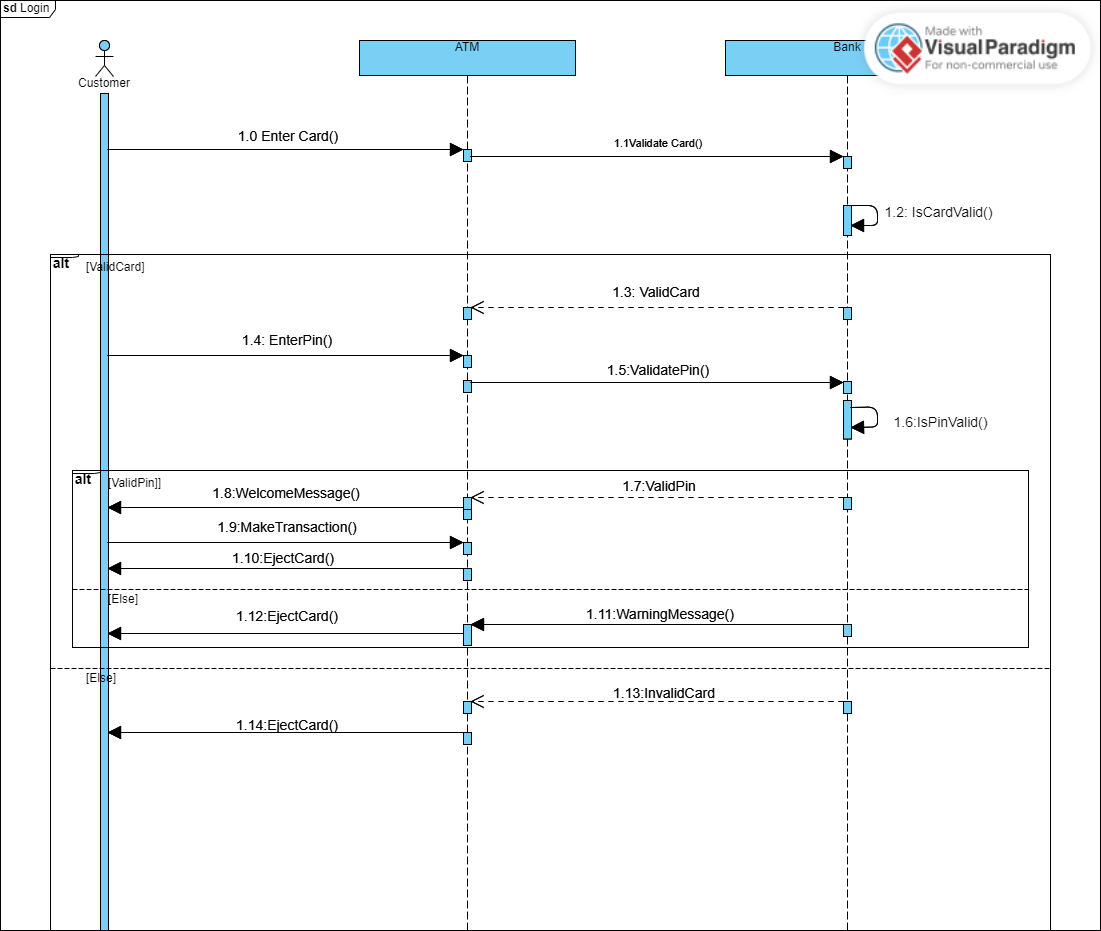 sd Login
Made with
Visual Paradigm
For non-commercial use
ATM
Bank
Customer
1.0 Enter Card()
1.1Validate Card()
1.2: IsCardValid()
alt
[ValidCard]
1.3: ValidCard
1.4: EnterPin()
1.5:ValidatePin()
1.6:IsPinValid()
alt
[ValidPin]]
1.7:ValidPin
1.8:WelcomeMessage()
1.9:MakeTransaction()
1.10:EjectCard()
[Else]
1.11:WarningMessage()
1.12:EjectCard()
[Else]
1.13:InvalidCard
1.14:EjectCard()